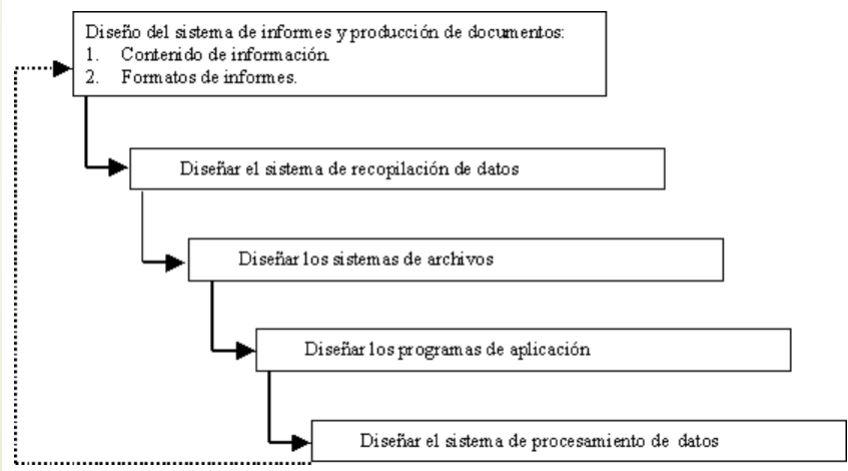 Diseño del sistema de informes y producción de documentos:
1. Contenido de información.
2. Formatos de informes.
Diseñar el sistema de recopilación de datos
Diseñar los sistemas de archivos
Diseñar los programas de aplicación
Diseñar el sistema de procesamiento de datos